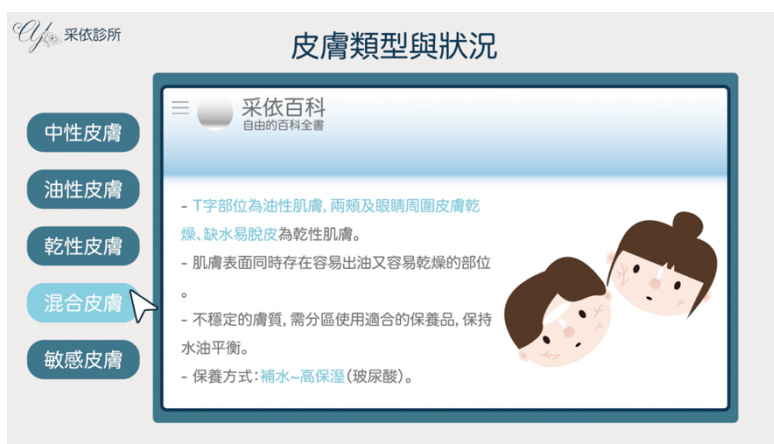 采依診所
皮膚類型與狀況
中性皮膚
油性皮膚
乾性皮膚
混合皮膚
敏感皮膚
采依百科
自由的百科全書
- T字部位為油性肌膚，兩頰及眼睛周圍皮膚乾
燥、缺水易脫皮為乾性肌膚。
- 肌膚表面同時存在容易出油又容易乾燥的部位
。
- 不穩定的膚質，需分區使用適合的保養品，保持
水油平衡。
- 保養方式：補水~高保溼(玻尿酸)。